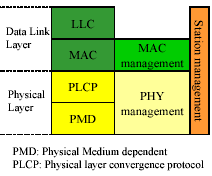 Data Link
Layer
LLC
MAC
MAC
management
Station management
Physical
Layer
PLCP
PMD
PHY
management
PMD: Physical Medium dependent
PLCP: Physical layer convergence protocol